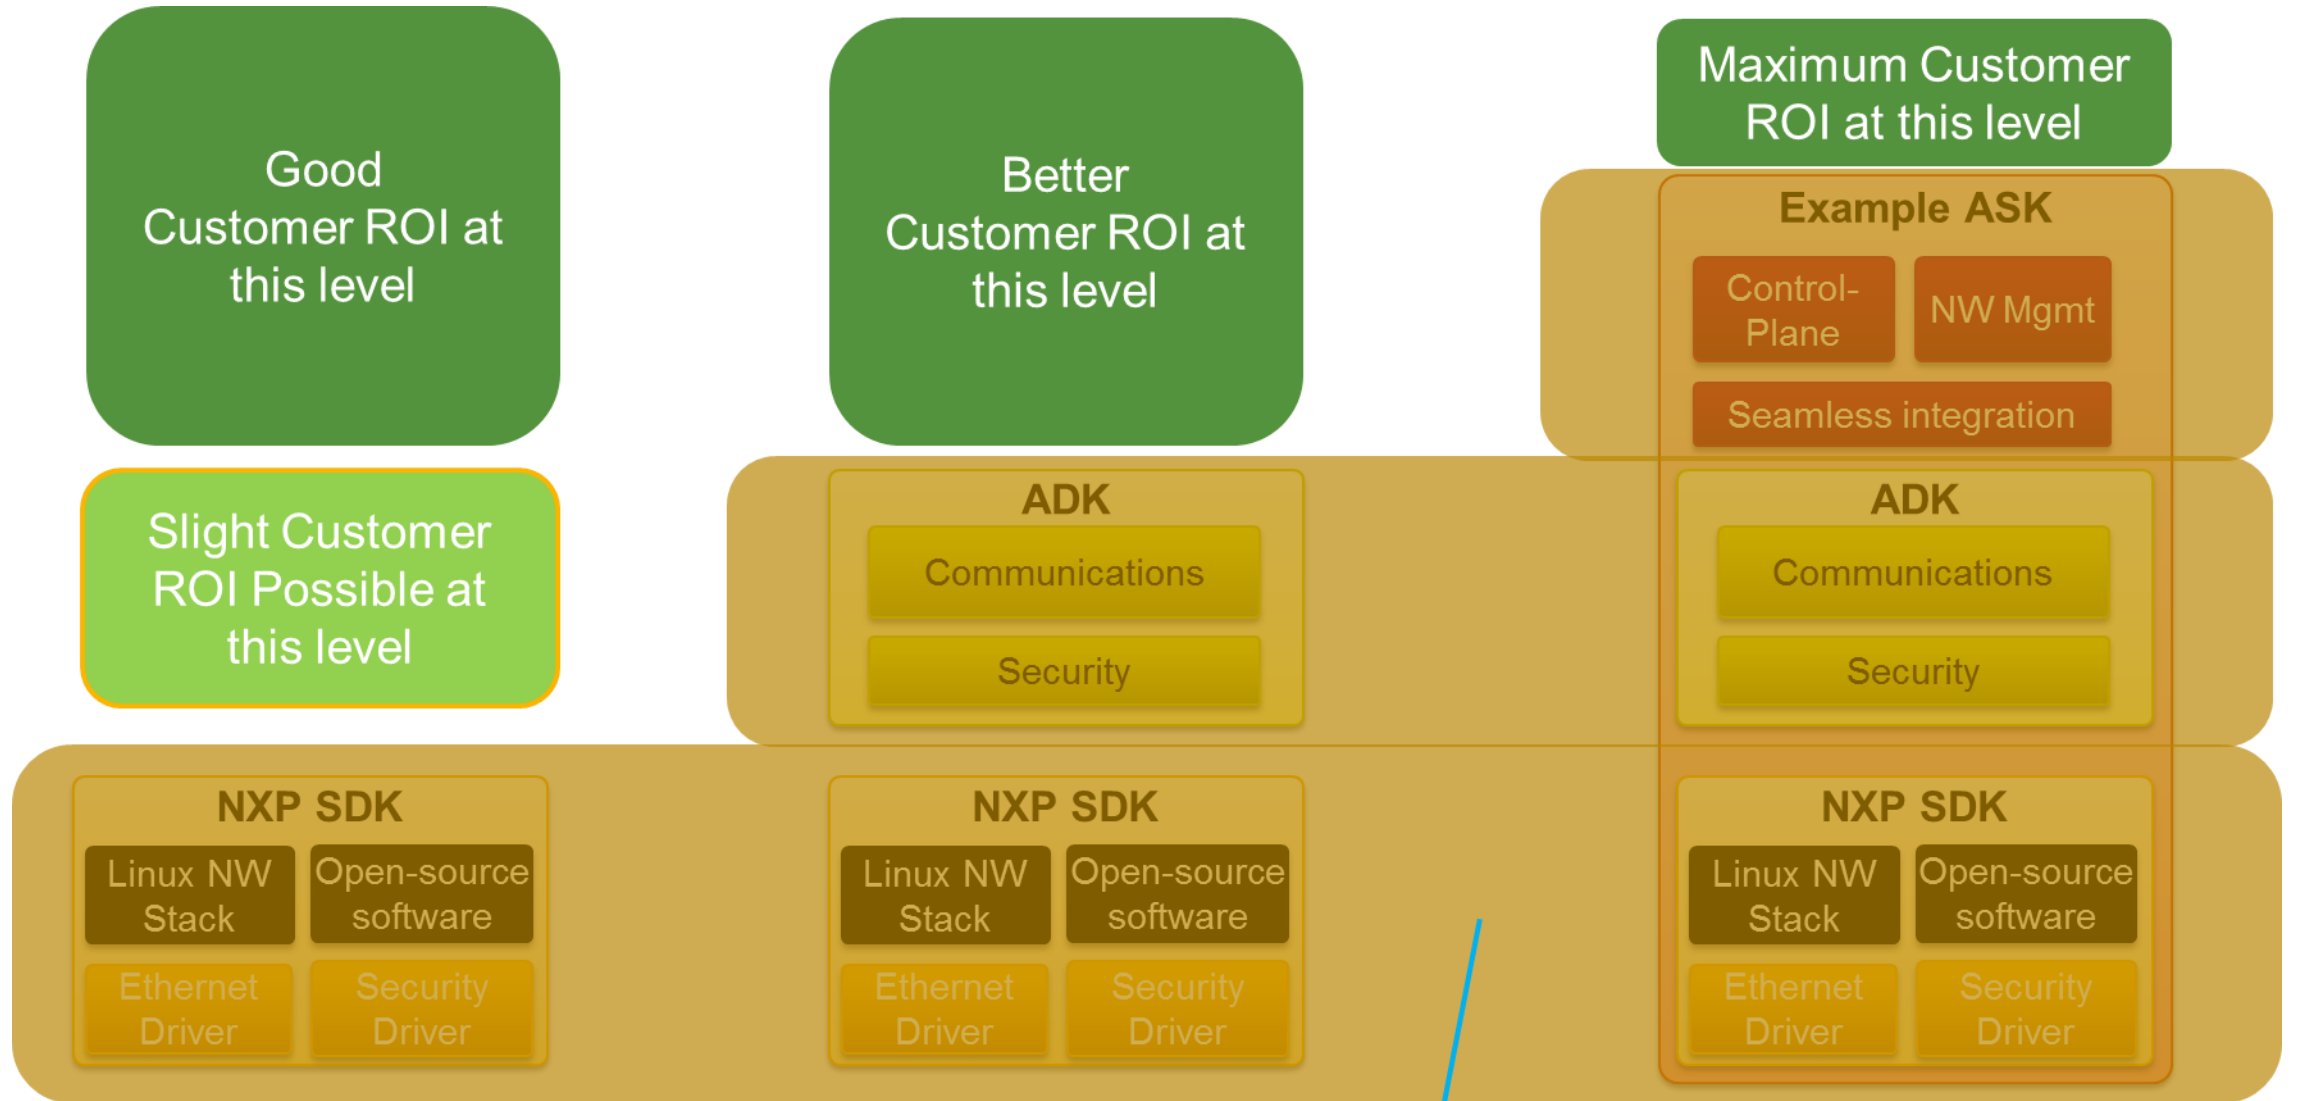 Good
Customer ROI at
this level
Slight Customer
ROI Possible at
this level
NXP SDK
Linux NW
Stack
Open-source
software
Ethernet
Driver
Security
Driver
Better
Customer ROI at
this level
ADK
Communications
Security
NXP SDK
Linux NW
Stack
Open-source
software
Ethernet
Driver
Security
Driver
Maximum Customer
ROI at this level
Example ASK
Control-
Plane
NW Mgmt
Seamless integration
ADK
Communications
Security
NXP SDK
Linux NW
Stack
Open-source
software
Ethernet
Driver
Security
Driver